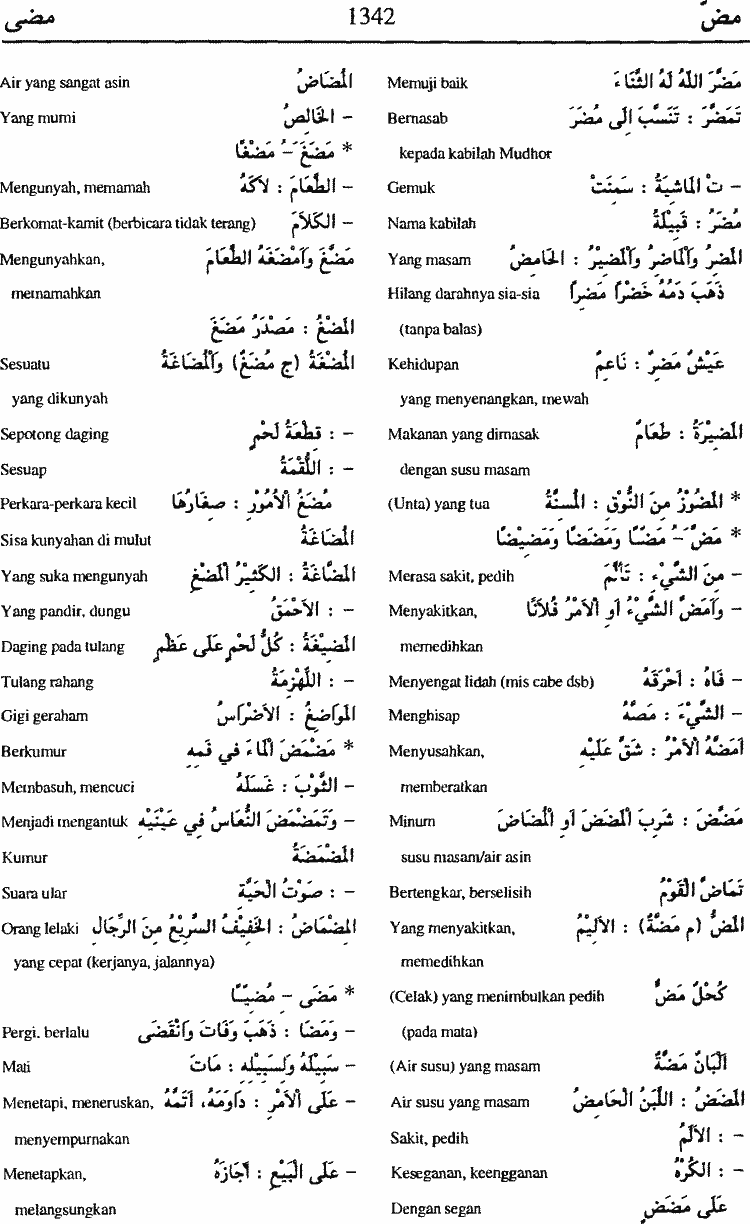 مضّ 1342 مضى
مَضَّرَ اللهُ لَهُ الثَّنَاءَ Memuji baik
تَمَضَّرَ : تَنَسَّبَ إِلَى مُضَرَ Bernasab
kepada kabilah Mudhor
– تْ الْمَاشِيَةُ : سَمِنَتْ Gemuk
مُضَرُ : قَبِيْلَةٌ Nama kabilah
الْمَضِرُ وَالْمَاضِرُ وَالْمَضِيْرُ : الْحَامِضُ Yang masam
ذَهَبَ دَمُهُ خَضْرًا مَضِرًا Hilang darahnya sia-sia
(tanpa balas)
عَيْشٌ مَضِرٌ : نَاعِمٌ Kehidupan
yang menyenangkan, mewah
الْمَضِيْرَةُ : طَعَامٌ Makanan yang dimasak
dengan susu masam
* الْمَضُوْزُ مِنَ النُّوْقِ : الْمُسِنَّةُ (Unta) yang tua
* مَضَّ –ُ مَضًّا وَمَضَضًا وَمَضِيْضًا
– مِنَ الشَّيْءِ : تَأَلَّمَ Merasa sakit, pedih
– وَأَمَضَّ الشَّيْءُ أَوِ الْأَمْرُ فُلَانًا Menyakitkan,
memedihkan
– فَاهُ : أَحْرَقَهُ Menyengat lidah (mis cabe dsb)
– الشَّيْءَ : مَصَّهُ Menghisap
أَمَضَّهُ الْأَمْرُ : شَقَّ عَلَيْهِ Menyusahkan,
memberatkan
مَضَّضَ : شَرِبَ الْمَضَضَ أَوِ الْمُضَاضَ Minum
susu masam/air asin
تَمَاضَّ الْقَوْمُ Bertengkar, berselisih
الْمَضُّ (م مَضَّةٌ) : الْأَلِيْمُ Yang menyakitkan,
memedihkan
كُحْلٌ مَضٌّ (Celak) yang menimbulkan pedih
(pada mata)
أَلْبَانٌ مَضَّةٌ (Air susu) yang masam
الْمَضَضُ : اللَّبَنُ الْحَامِضُ Air susu yang masam
– : الْأَلَمُ Sakit, pedih
– : الْكُرْهُ Keseganan, keengganan
عَلَى مَضَضٍ Dengan segan
الْمُضَاضُ Air yang sangat asin
– الْخَالِصُ Yang murni
* مَضَغَ –َُ مَضْغًا
– الطَّعَامَ : لَاكَهُ Mengunyah, memamah
– الْكَلَامَ Berkomat-kamit (berbicara tidak terang)
مَضَّغَ وَأَمْضَغَهُ الطَّعَامَ Mengunyahkan,
memamahkan
الْمَضْغُ : مَصْدَرُ مَضَغَ
الْمُضْغَةُ (ج مُضَغٌ) وَالْمُضَاغَةُ Sesuatu
yang dikunyah
– : قِطْعَةُ لَحْمٍ Sepotong daging
– : اللُّقْمَةُ Sesuap
مُضَغُ الْأُمُوْرِ : صِغَارُهَا Perkara-perkara kecil
الْمُضَاغَةُ Sisa kunyahan di mulut
الْمَضَّاغَةُ : الْكَثِيْرُ الْمَضْغِ Yang suka mengunyah
– : الْأَحْمَقُ Yang pandir, dungu
الْمَضِيْغَةُ : كُلُّ لَحْمٍ عَلَى عَظْمٍ Daging pada tulang
– : اللِّهْزِمَةُ Tulang rahang
الْمَوَاضِغُ : الْأَضْرَاسُ Gigi geraham
* مَضْمَضَ الْمَاءَ فِي فَمِهِ Berkumur
– الثَّوْبَ : غَسَلَهُ Membasuh, mencuci
– وَتَمَضْمَضَ النُّعَاسُ فِي عَيْنَيْهِ Menjadi mengantuk
الْمَضْمَضَةُ Kumur
– : صَوْتُ الْحَيَّةِ Suara ular
الْمَضْمَاضُ : الْخَفِيْفُ السَّرِيْعُ مِنَ الرِّجَالِ Orang lelaki
yang cepat (kerjanya, jalannya)
* مَضَى – مُضِيًّا
– وَمَضَا : ذَهَبَ وَفَاتَ وَانْقَضَى Pergi, berlalu
– سَبِيْلَهُ وَلِسَبِيْلِهِ : مَاتَ Mati
– عَلَى الْأَمْرِ : دَاوَمَهُ، أَتَمَّهُ Menetapi, meneruskan,
menyempurnakan
– عَلَى الْبَيْعِ : أَجَازَهُ Menetapkan,
melangsungkan